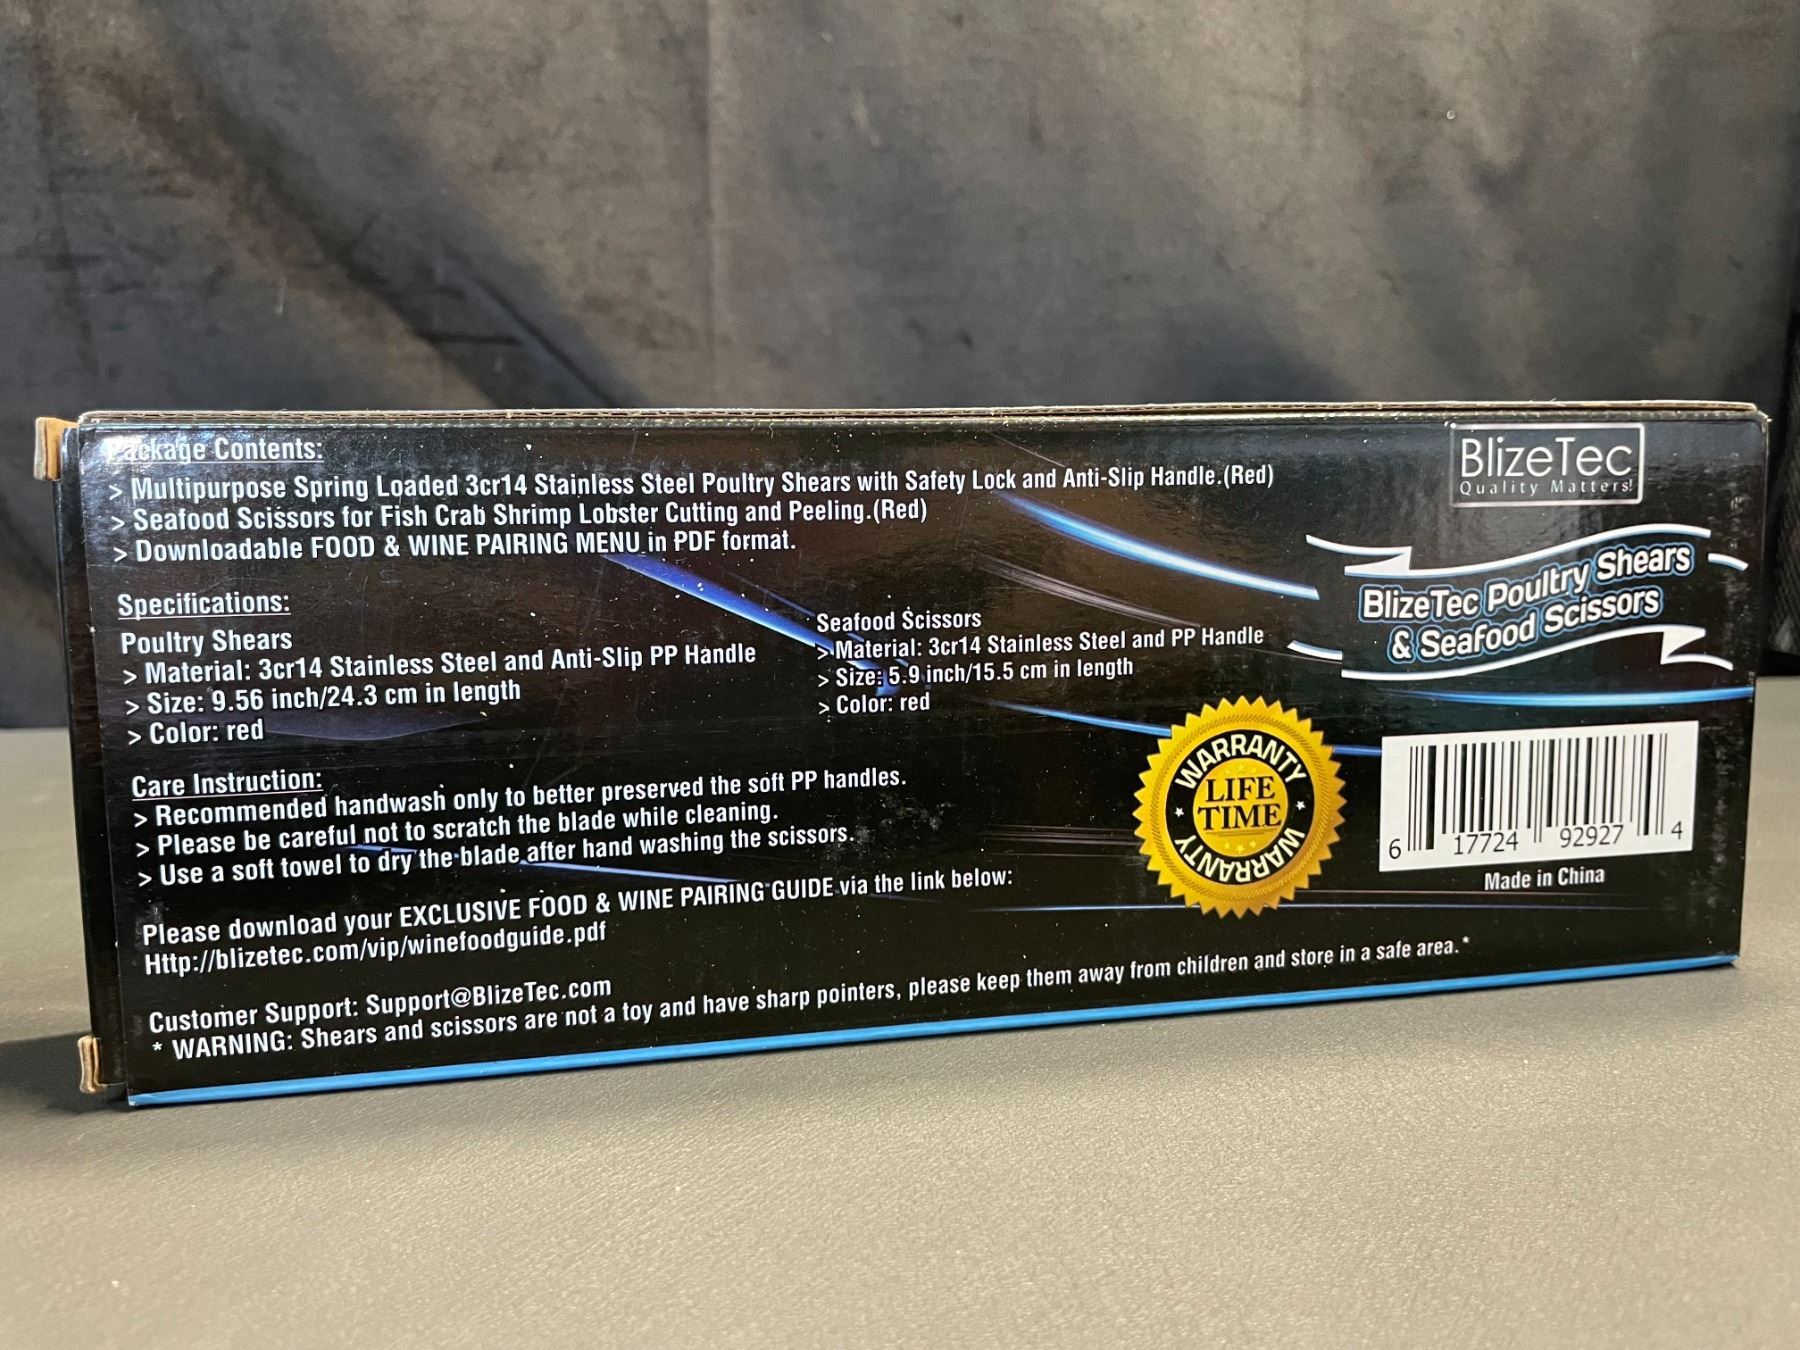 Package Contents:
> Multipurpose Spring Loaded 3cr14 Stainless Steel Poultry Shears with Safety Lock and Anti-Slip Handle.(Red)
> Seafood Scissors for Fish Crab Shrimp Lobster Cutting and Peeling.(Red)
> Downloadable FOOD & WINE PAIRING MENU in PDF format.
Specifications:
Poultry Shears
> Material: 3cr14 Stainless Steel and Anti-Slip PP Handle
> Size: 9.56 inch/24.3 cm in length
> Color: red
Seafood Scissors
> Material: 3cr14 Stainless Steel and PP Handle
> Size: 5.9 inch/15.5 cm in length
> Color: red
Care Instruction:
> Recommended handwash only to better preserved the soft PP handles.
> Please be careful not to scratch the blade while cleaning.
> Use a soft towel to dry the blade after hand washing the scissors.
Please download your EXCLUSIVE FOOD & WINE PAIRING GUIDE via the link below:
Http://blizetec.com/vip/winefoodguide.pdf
Customer Support: Support@BlizeTec.com
* WARNING: Shears and scissors are not a toy and have sharp pointers, please keep them away from children and store in a safe area.*
BlizeTec
Quality Matters!
BlizeTec Poultry Shears
& Seafood Scissors
WARRANTY
LIFE
TIME
WARRANTY
6 17724 92927 4
Made in China